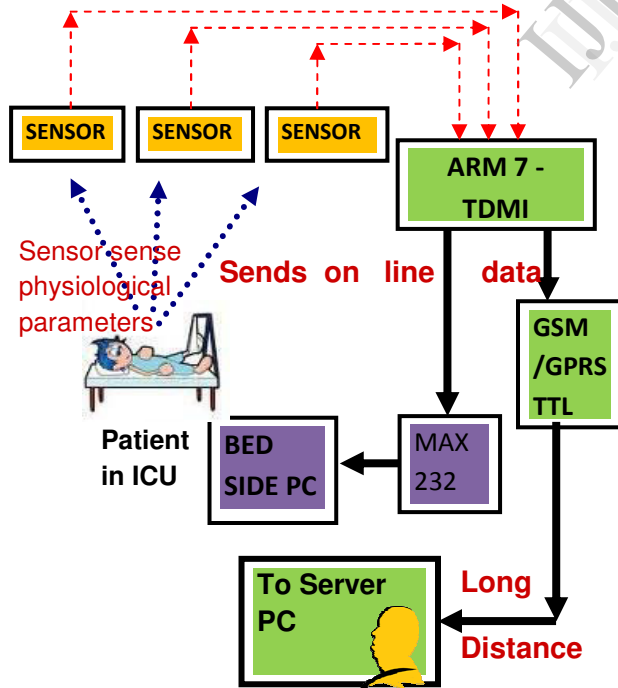 SENSOR
SENSOR
SENSOR
ARM 7 -
TDMI
Sensor sense
physiological
parameters
Sends on line data
GSM
/GPRS
TTL
Patient
in ICU
BED
SIDE PC
MAX
232
To Server
PC
Long
Distance